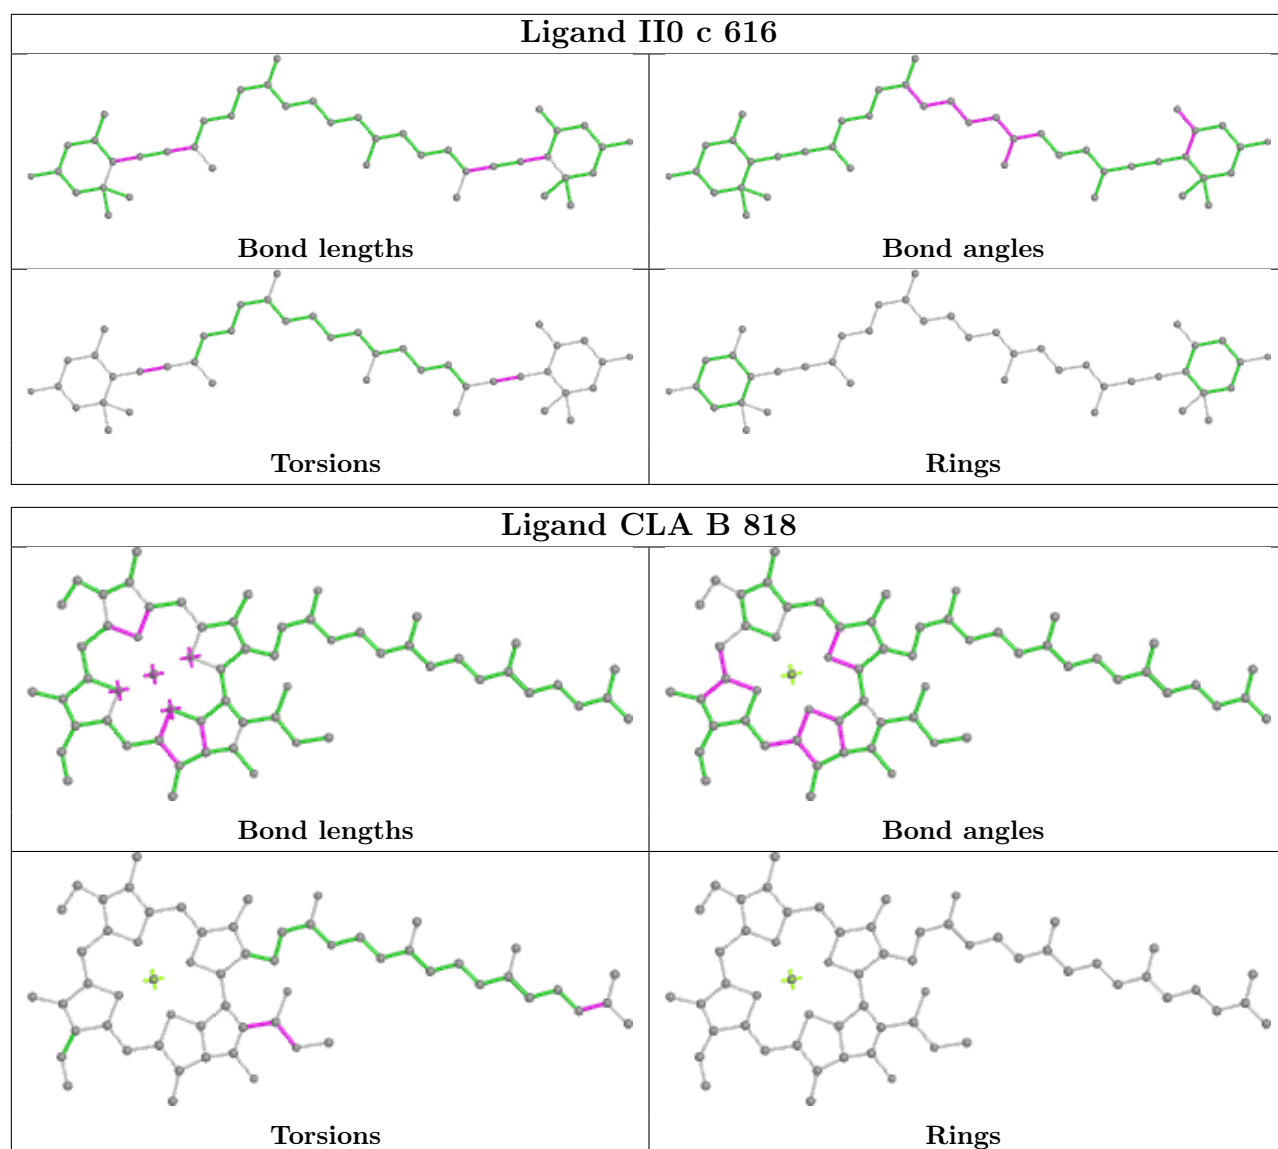 Ligand II0 c 616
Bond lengths
Bond angles
Torsions
Rings
Ligand CLA B 818
Bond lengths
Bond angles
Torsions
Rings